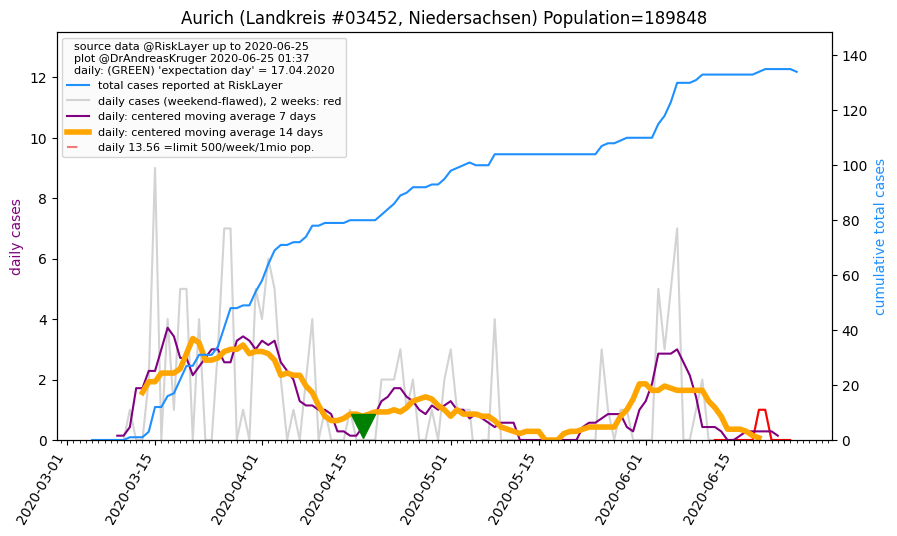 Aurich (Landkreis #03452, Niedersachsen) Population=189848
source data @RiskLayer up to 2020-06-25
plot @DrAndreasKruger 2020-06-25 01:37
daily: (GREEN) 'expectation day' = 17.04.2020
total cases reported at RiskLayer
daily cases (weekend-flawed), 2 weeks: red
daily: centered moving average 7 days
daily: centered moving average 14 days
daily 13.56 =limit 500/week/1mio pop.
daily cases
12
10
8
6
4
2
0
140
120
100
80
60
40
20
0
cumulative total cases
2020-03-01
2020-03-15
2020-04-01
2020-04-15
2020-05-01
2020-05-15
2020-06-01
2020-06-15